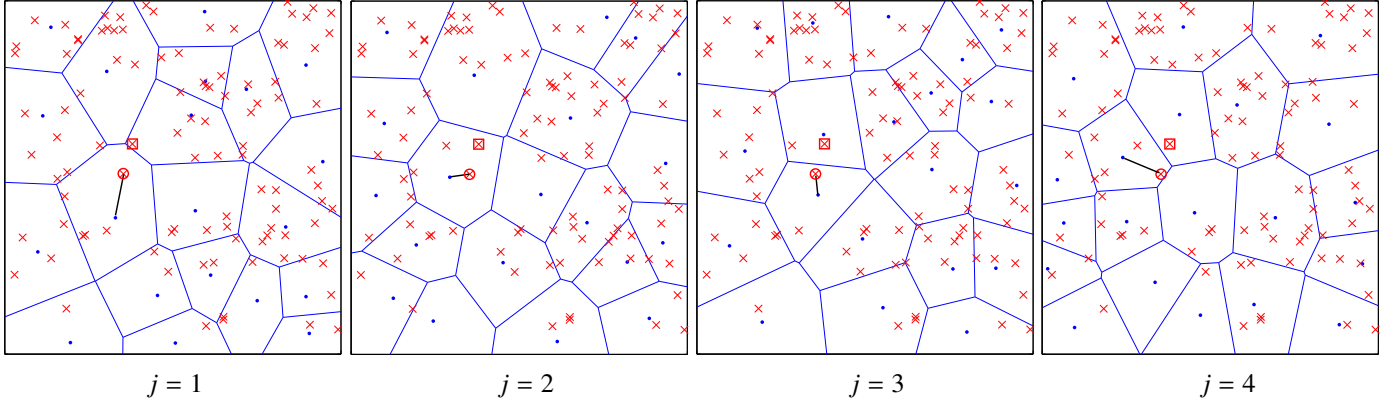 j = 1 j = 2 j = 3 j = 4